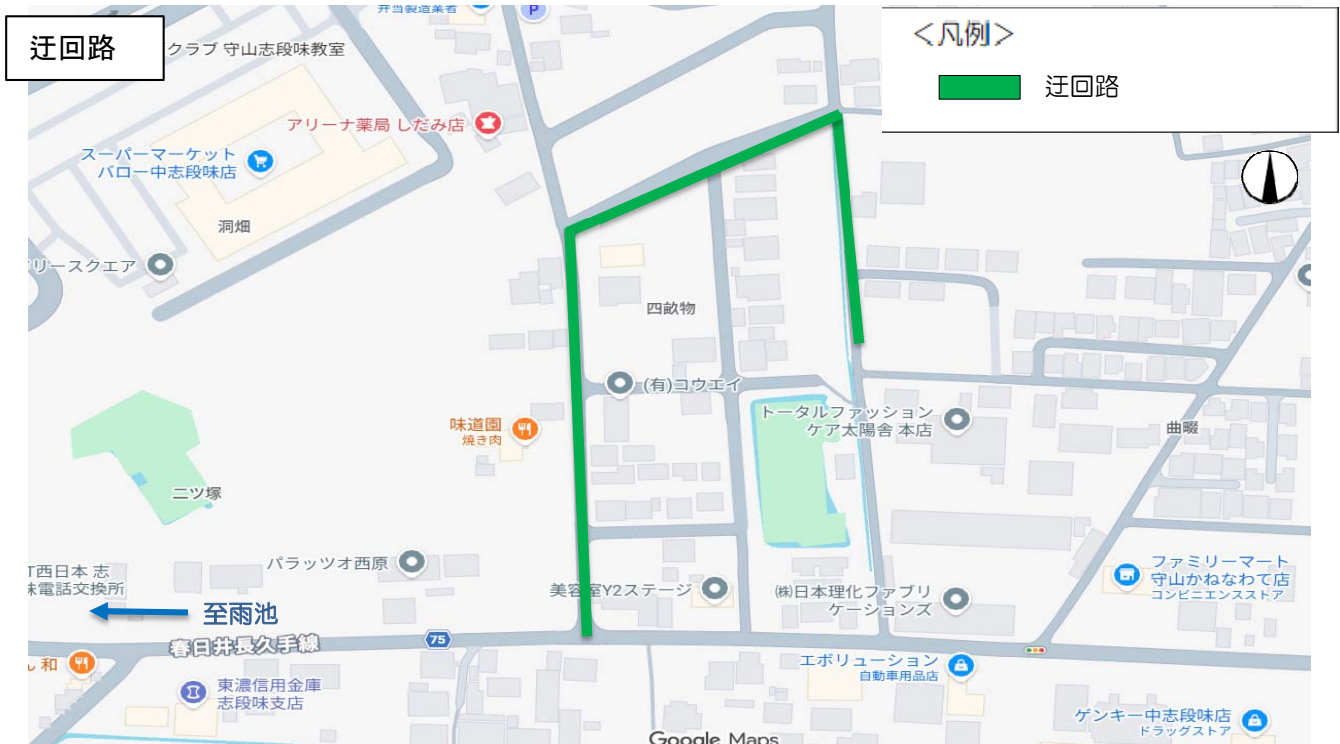 迂回路
弁当製造業者
P
クラブ 守山志段味教室
<凡例>
迂回路
アリーナ薬局 しだみ店
スーパーマーケット
バロー中志段味店
洞畑
リースクエア
四畝物
(有)コウエイ
味道園
焼き肉
トータルファッション
ケア太陽舎 本店
曲畷
二ツ塚
パラッツオ西原
T西日本 志
味電話交換所
美容室Y2ステージ
㈱日本理化ファブリ
ケーションズ
ファミリーマート
守山かねなわて店
コンビニエンスストア
至雨池
春日井長久手線
75
ん 和
エボリューション
自動車用品店
東濃信用金庫
志段味支店
ゲンキー中志段味店
ドラッグストア
Google Maps